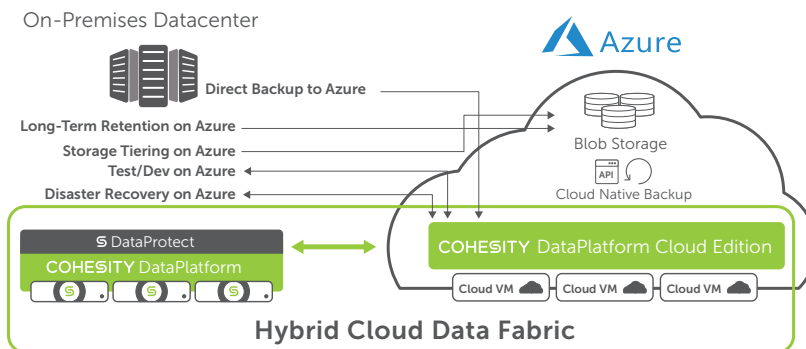 On-Premises Datacenter
Azure
Direct Backup to Azure
Long-Term Retention on Azure
Storage Tiering on Azure
Test/Dev on Azure
Disaster Recovery on Azure
Blob Storage
API
Cloud Native Backup
DataProtect
COHESITY DataPlatform
COHESITY DataPlatform Cloud Edition
Cloud VM
Cloud VM
Cloud VM
Hybrid Cloud Data Fabric